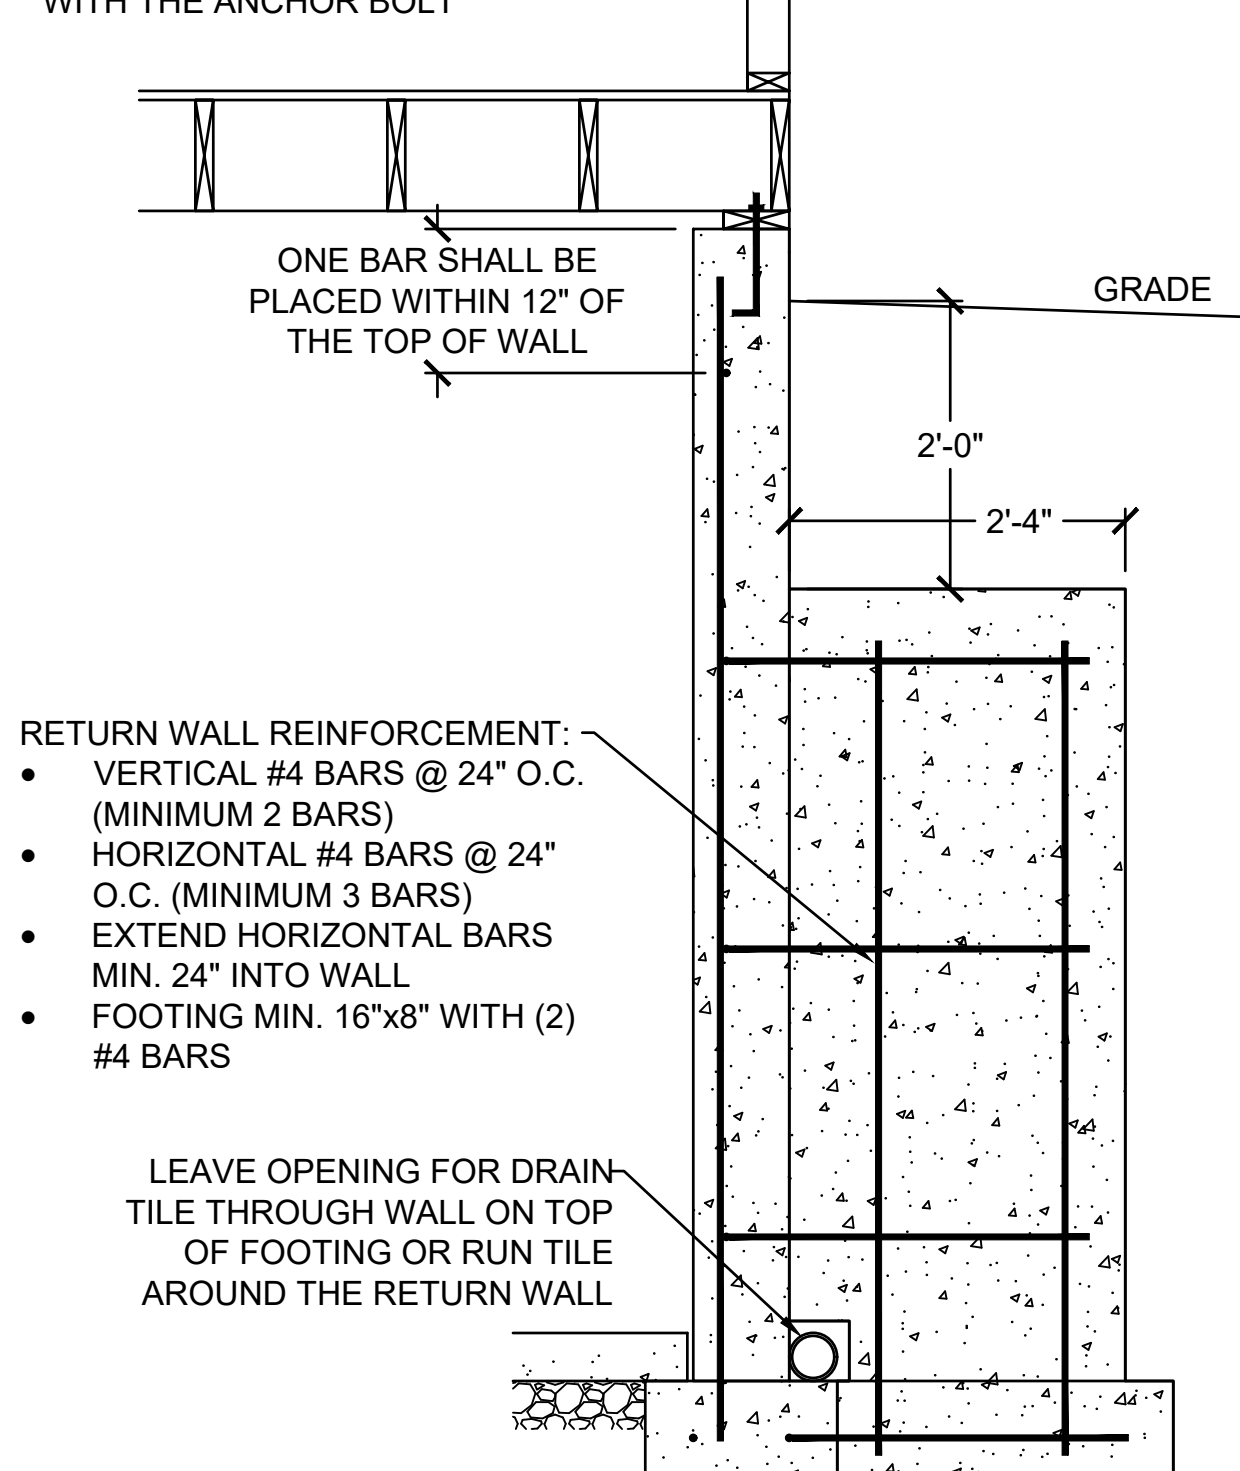 WITH THE ANCHOR BOLT
ONE BAR SHALL BE
PLACED WITHIN 12" OF
THE TOP OF WALL
GRADE
2'-0"
2'-4"
RETURN WALL REINFORCEMENT:
• VERTICAL #4 BARS @ 24" O.C.
(MINIMUM 2 BARS)
• HORIZONTAL #4 BARS @ 24"
O.C. (MINIMUM 3 BARS)
• EXTEND HORIZONTAL BARS
MIN. 24" INTO WALL
• FOOTING MIN. 16"x8" WITH (2)
#4 BARS
LEAVE OPENING FOR DRAIN
TILE THROUGH WALL ON TOP
OF FOOTING OR RUN TILE
AROUND THE RETURN WALL